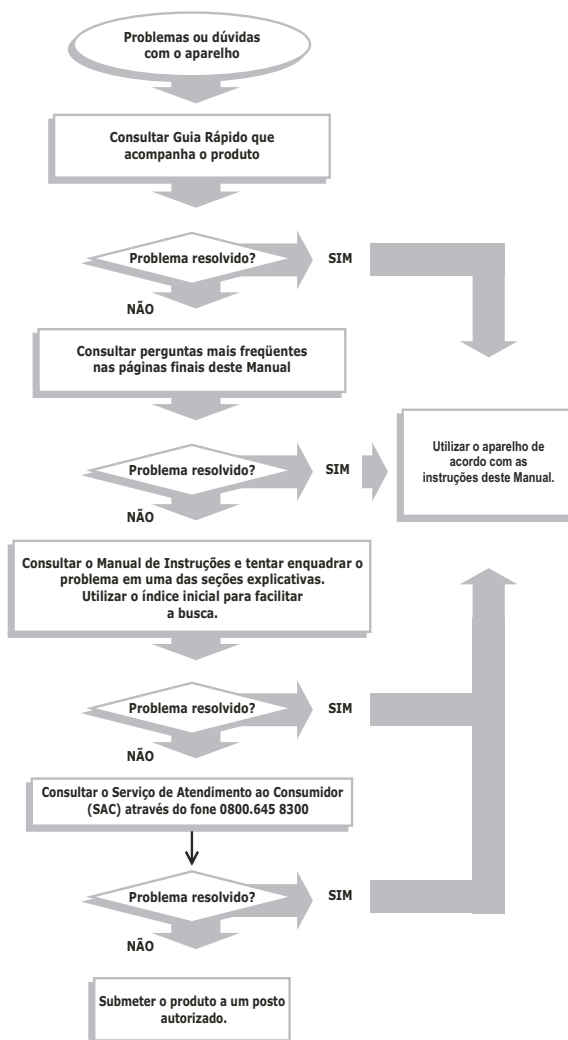 Problemas ou dúvidas
com o aparelho
Consultar Guia Rápido que
acompanha o produto
Problema resolvido?
SIM
NÃO
Consultar perguntas mais freqüentes
nas páginas finais deste Manual
Problema resolvido?
SIM
Utilizar o aparelho de
acordo com as
instruções deste Manual.
NÃO
Consultar o Manual de Instruções e tentar enquadrar o
problema em uma das seções explicativas.
Utilizar o índice inicial para facilitar
a busca.
Problema resolvido?
SIM
NÃO
Consultar o Serviço de Atendimento ao Consumidor
(SAC) através do fone 0800.645 8300
Problema resolvido?
SIM
NÃO
Submeter o produto a um posto
autorizado.